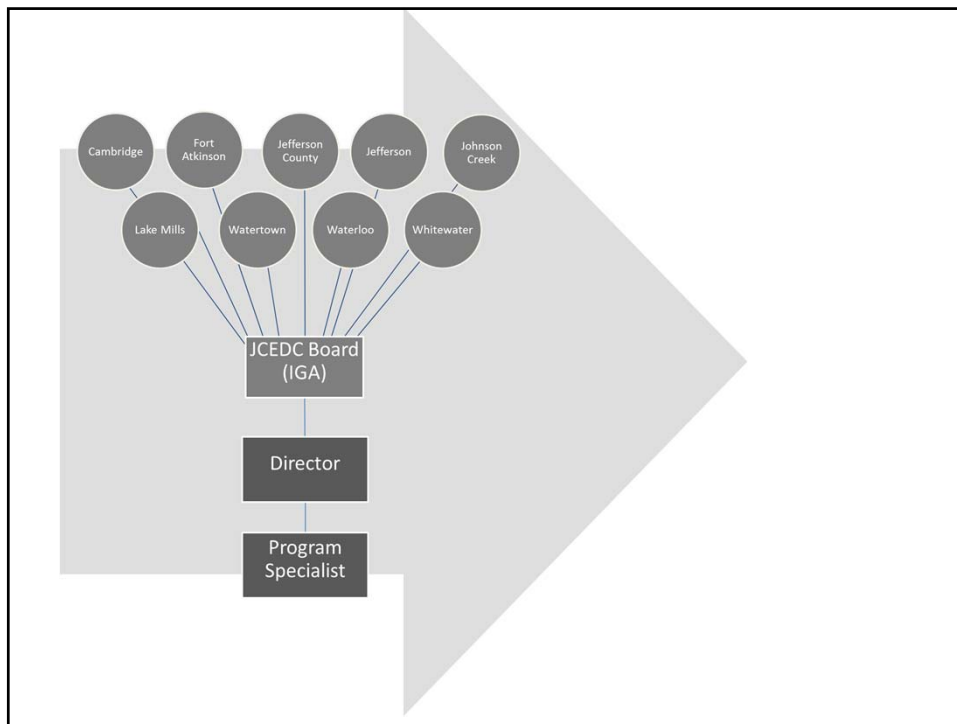 Cambridge
Fort
Atkinson
Jefferson
County
Jefferson
Johnson
Creek
Lake Mills
Watertown
Waterloo
Whitewater
JCEDC Board
(IGA)
Director
Program
Specialist